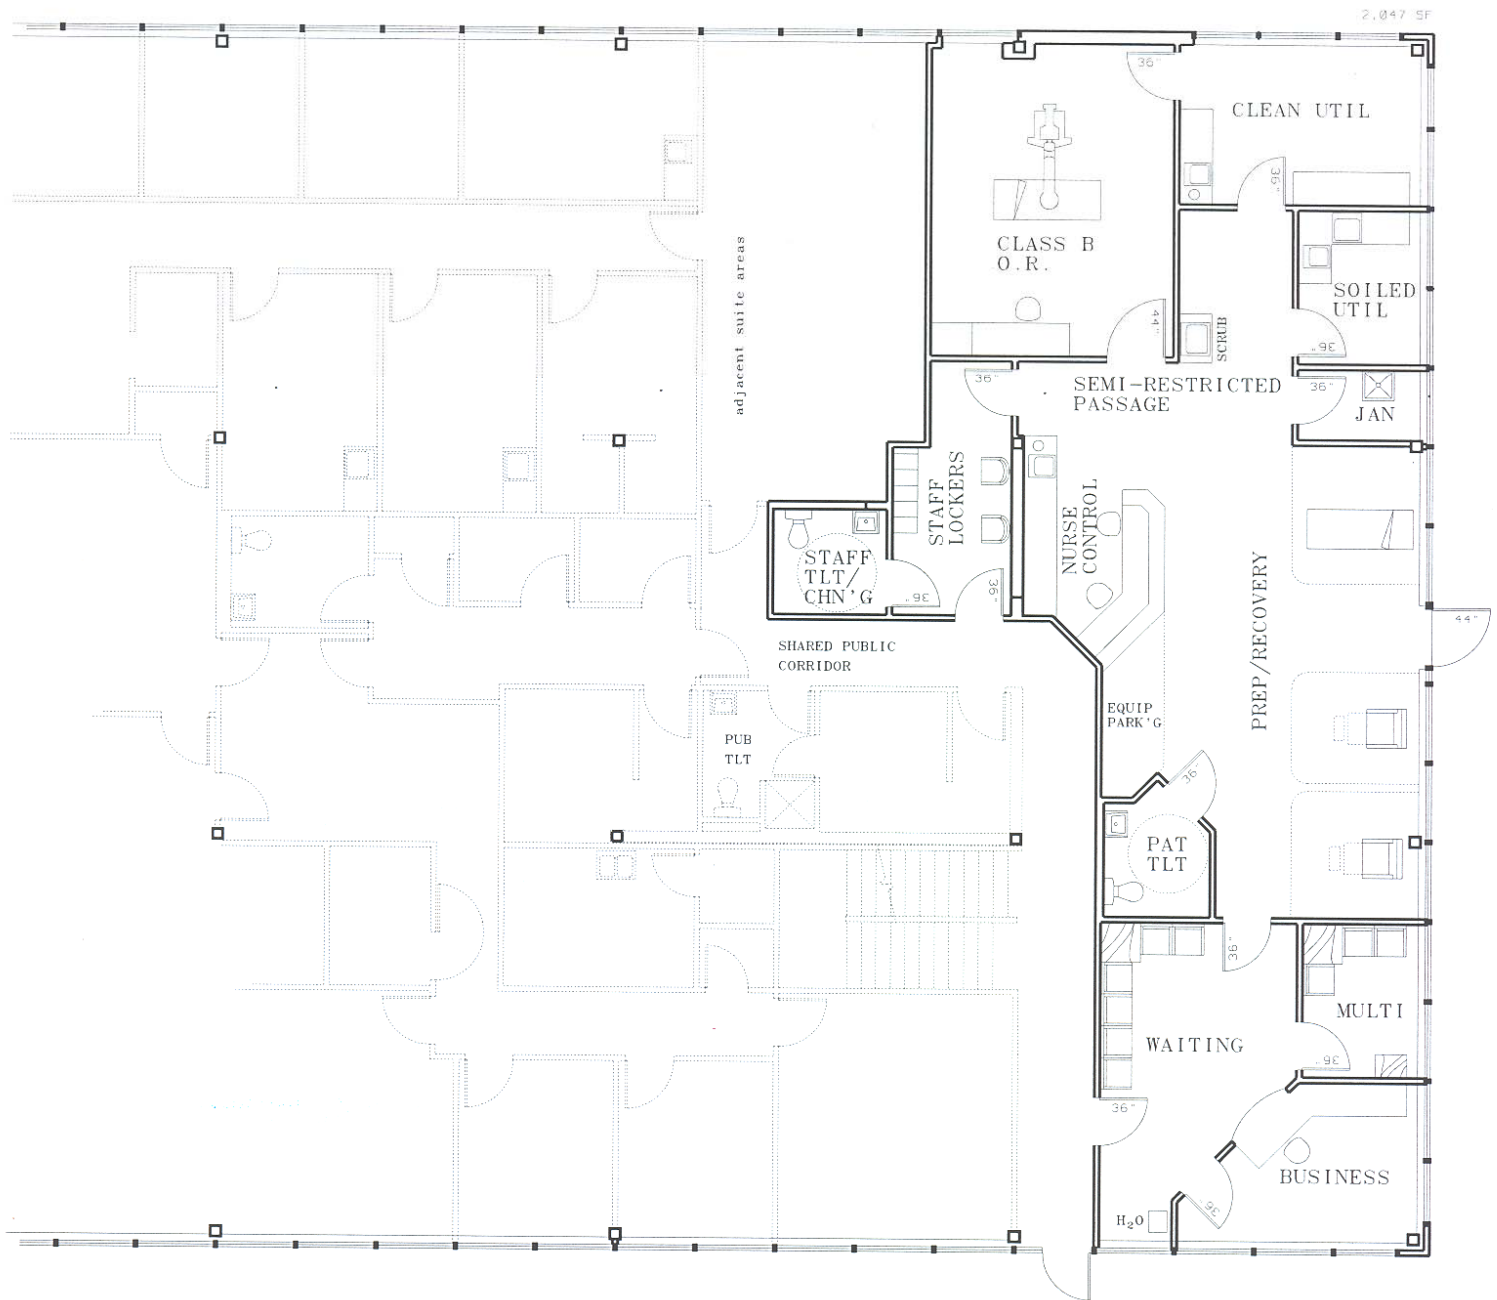 2,047 SF
36"
CLEAN UTIL
36"
CLASS B
O.R.
adjacent suite areas
SOILED
UTIL
44"
SCRUB
36"
36"
SEMI-RESTRICTED
PASSAGE
36"
JAN
STAFF
LOCKERS
NURSE
CONTROL
STAFF
TLT/
CHN'G
36"
36"
PREP/RECOVERY
44"
SHARED PUBLIC
CORRIDOR
EQUIP
PARK'G
PUB
TLT
36"
PAT
TLT
36"
MULTI
WAITING
36"
36"
BUSINESS
36"
H₂O